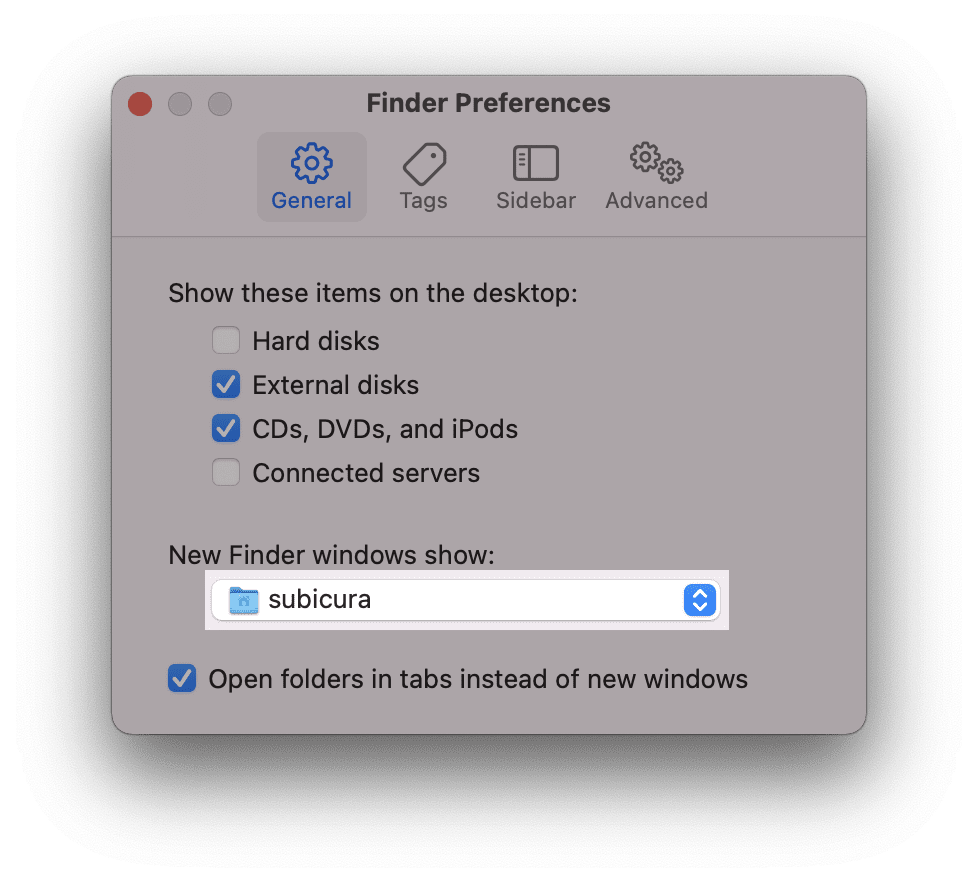 Finder Preferences
General Tags Sidebar Advanced
Show these items on the desktop:
Hard disks
External disks
CDs, DVDs, and iPods
Connected servers
New Finder windows show:
subicura
Open folders in tabs instead of new windows